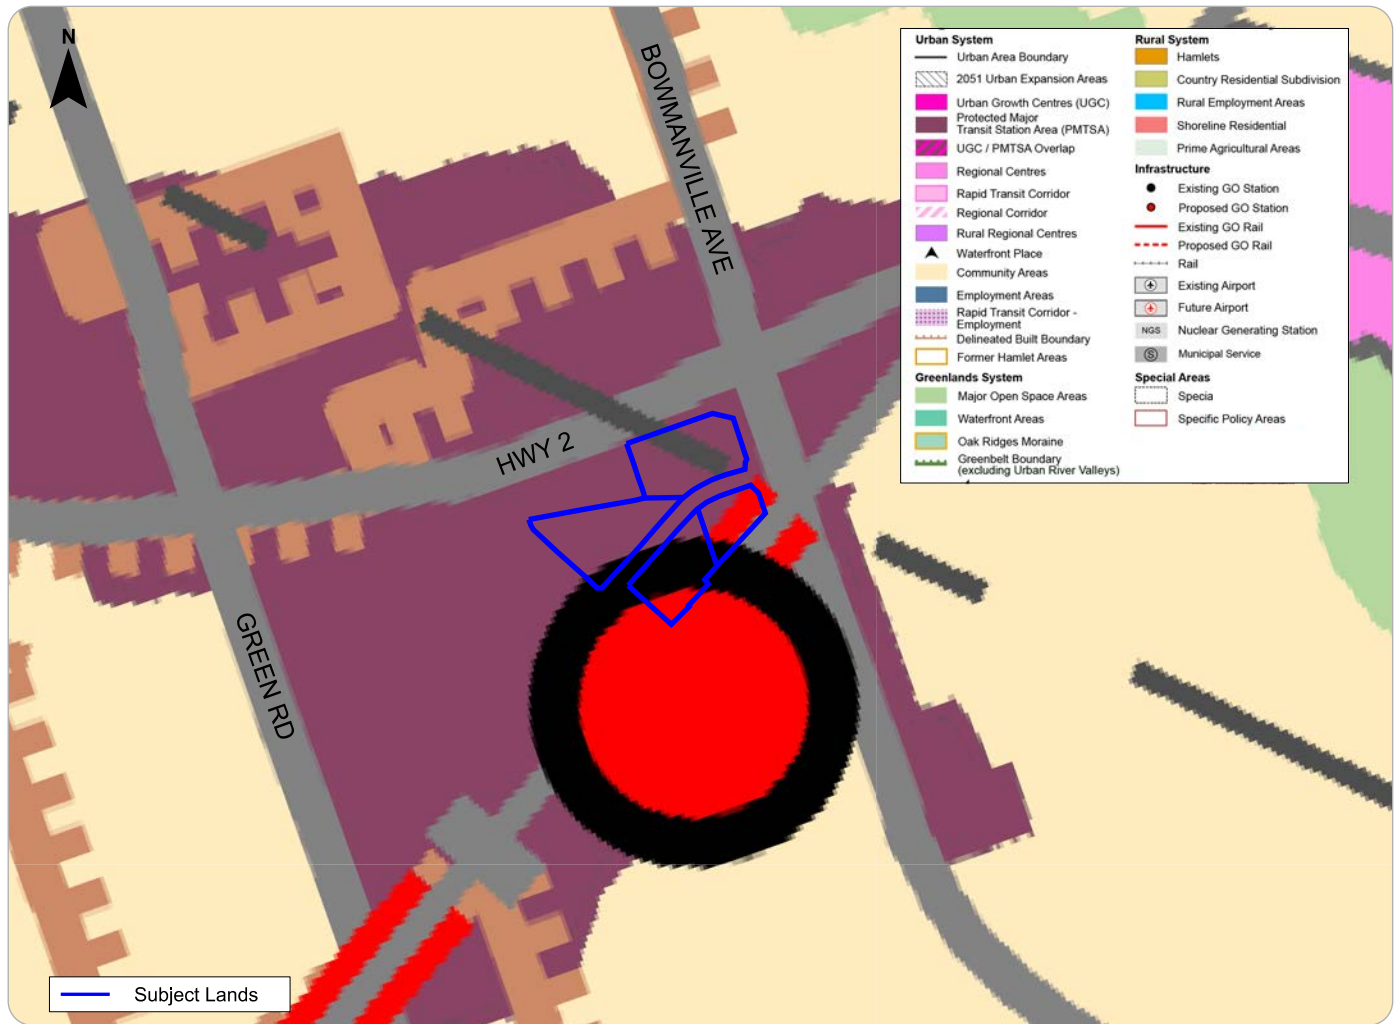 N
BOWMANVILLE AVE
HWY 2
GREEN RD
Subject Lands
Urban System
Urban Area Boundary
2051 Urban Expansion Areas
Urban Growth Centres (UGC)
Protected Major
Transit Station Area (PMTSA)
UGC / PMTSA Overlap
Regional Centres
Rapid Transit Corridor
Regional Corridor
Rural Regional Centres
Waterfront Place
Community Areas
Employment Areas
Rapid Transit Corridor -
Employment
Delineated Built Boundary
Former Hamlet Areas
Greenlands System
Major Open Space Areas
Waterfront Areas
Oak Ridges Moraine
Greenbelt Boundary
(excluding Urban River Valleys)
Rural System
Hamlets
Country Residential Subdivision
Rural Employment Areas
Shoreline Residential
Prime Agricultural Areas
Infrastructure
Existing GO Station
Proposed GO Station
Existing GO Rail
Proposed GO Rail
Rail
Existing Airport
Future Airport
NGS Nuclear Generating Station
S Municipal Service
Special Areas
Specia
Specific Policy Areas